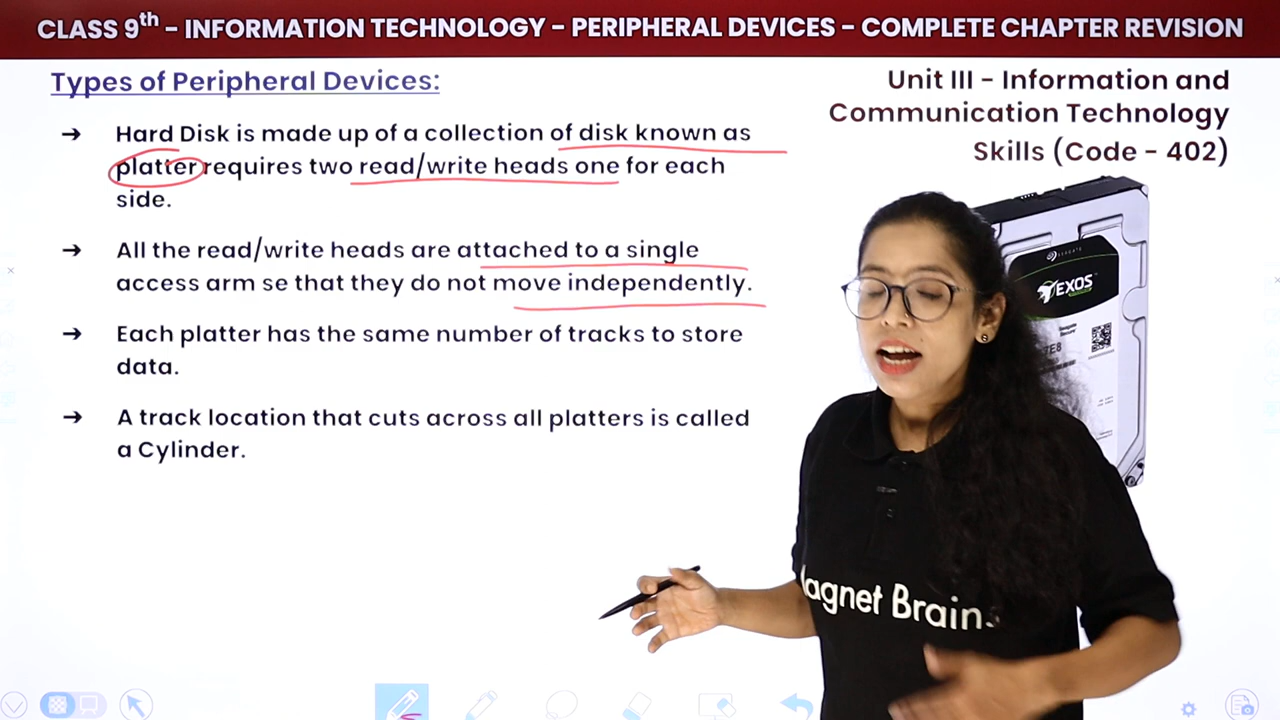 CLASS 9th - INFORMATION TECHNOLOGY - PERIPHERAL DEVICES - COMPLETE CHAPTER REVISION
Types of Peripheral Devices:
Unit III - Information and
Communication Technology
Skills (Code - 402)
→ Hard Disk is made up of a collection of disk known as
platter requires two read/write heads one for each
side.
→ All the read/write heads are attached to a single
access arm se that they do not move independently.
→ Each platter has the same number of tracks to store
data.
→ A track location that cuts across all platters is called
a Cylinder.
SEAGATE
EXOS
7E8
agnet Brains